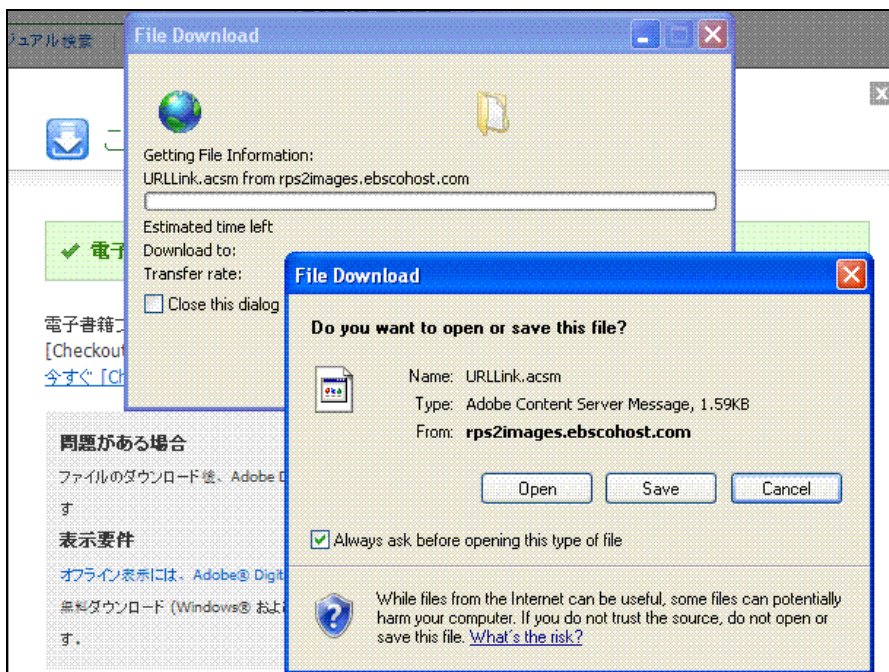 ジュアル検索
File Download
こ
Getting File Information:
URLLink.acsm from rps2images.ebscohost.com
Estimated time left
Download to:
Transfer rate:
Close this dialog
電子
電子書籍
[Checkout
今すぐ [Ch
問題がある場合
ファイルのダウンロード後、Adobe D
す
表示要件
オフライン表示には、Adobe® Digit
無料ダウンロード (Windows® およ
す.
File Download
Do you want to open or save this file?
Name: URLLink.acsm
Type: Adobe Content Server Message, 1.59KB
From: rps2images.ebscohost.com
Open Save Cancel
Always ask before opening this type of file
While files from the Internet can be useful, some files can potentially
harm your computer. If you do not trust the source, do not open or
save this file. What's the risk?